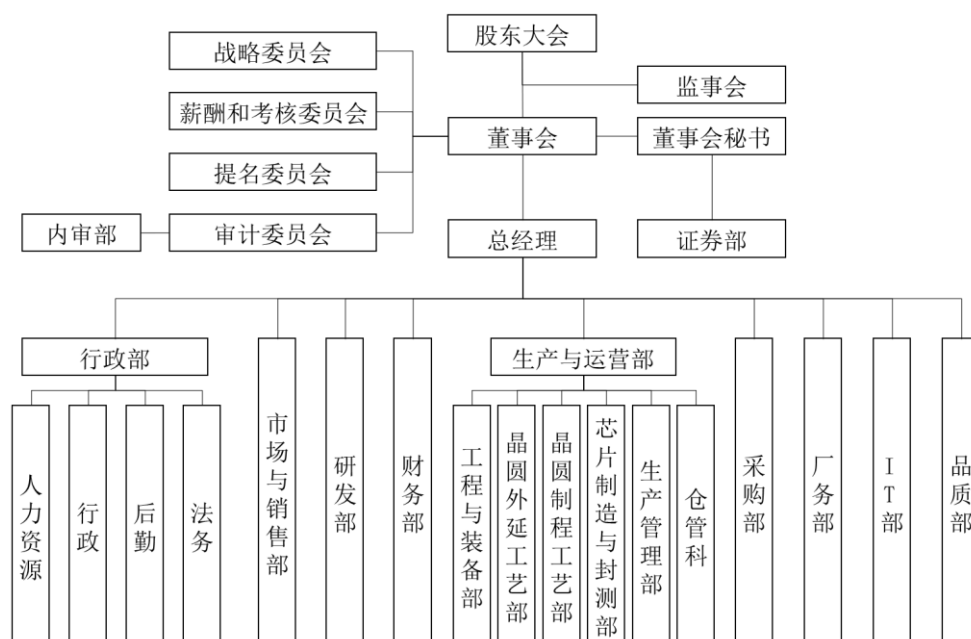 股东大会
战略委员会
监事会
薪酬和考核委员会
董事会
董事会秘书
提名委员会
内审部
审计委员会
总经理
证券部
行政部
生产与运营部
人力资源
行政
后勤
法务
市场与销售部
研发部
财务部
工程与装备部
晶圆外延工艺部
晶圆制程工艺部
芯片制造与封测部
生产管理部
仓管科
采购部
厂务部
IT部
品质部